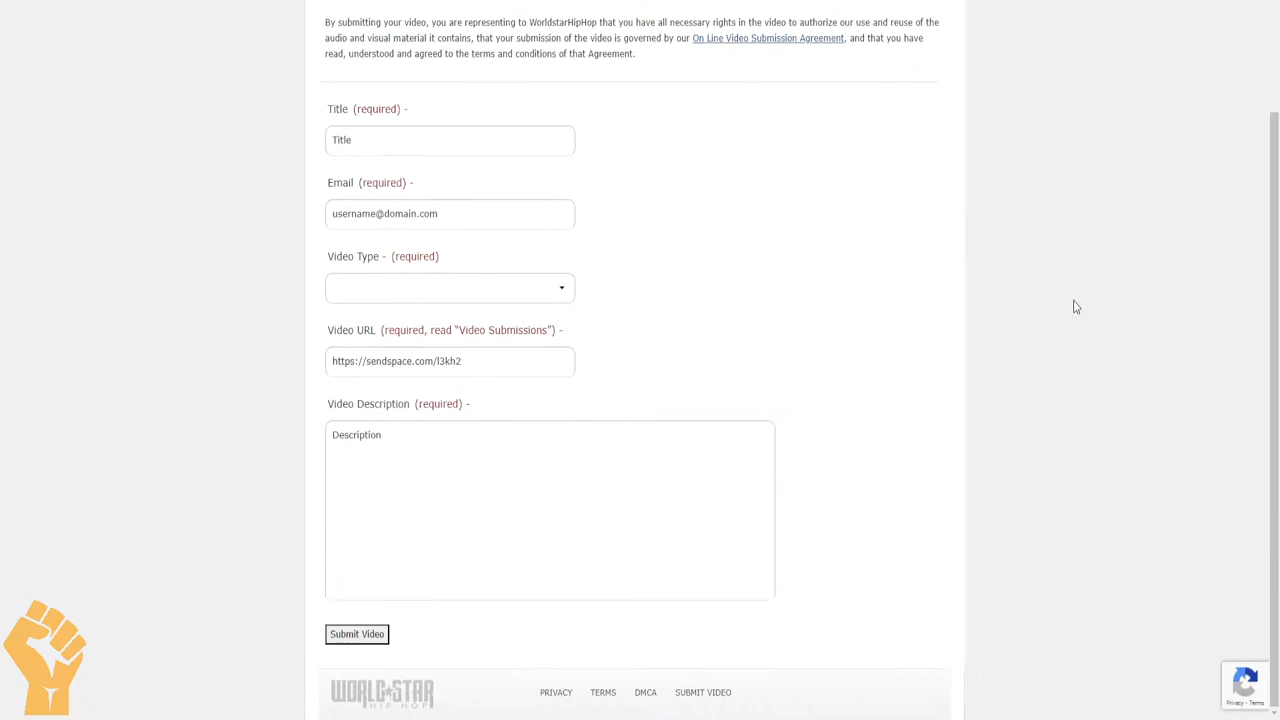 By submitting your video, you are representing to WorldstarHipHop that you have all necessary rights in the video to authorize our use and reuse of the
audio and visual material it contains, that your submission of the video is governed by our On Line Video Submission Agreement, and that you have
read, understood and agreed to the terms and conditions of that Agreement.
Title (required) -
Title
Email (required) -
username@domain.com
Video Type - (required)
Video URL (required, read “Video Submissions”) -
https://sendspace.com/l3kh2
Video Description (required) -
Description
Submit Video
WORLD STAR
HIP HOP
PRIVACY TERMS DMCA SUBMIT VIDEO
Privacy - Terms